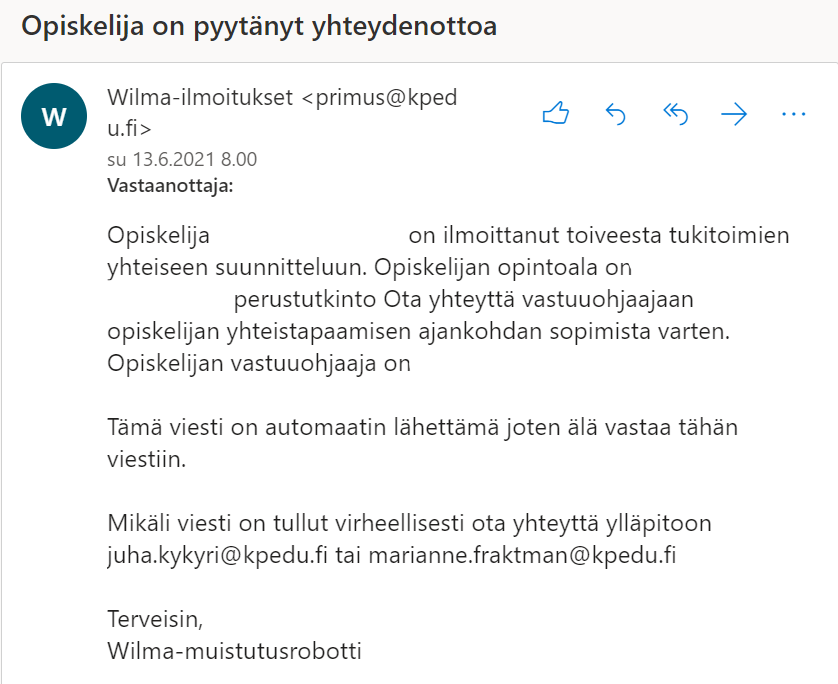 Opiskelija on pyytänyt yhteydenottoa
W
Wilma-ilmoitukset <primus@kped
u.fi>
su 13.6.2021 8.00
Vastaanottaja:
Opiskelija on ilmoittanut toiveesta tukitoimien
yhteiseen suunnitteluun. Opiskelijan opintoala on
perustutkinto Ota yhteyttä vastuuohjaajaan
opiskelijan yhteistapaamisen ajankohdan sopimista varten.
Opiskelijan vastuuohjaaja on
Tämä viesti on automaatin lähettämä joten älä vastaa tähän
viestiin.
Mikäli viesti on tullut virheellisesti ota yhteyttä ylläpitoon
juha.kykyri@kpedu.fi tai marianne.fraktman@kpedu.fi
Terveisin,
Wilma-muistutusrobotti